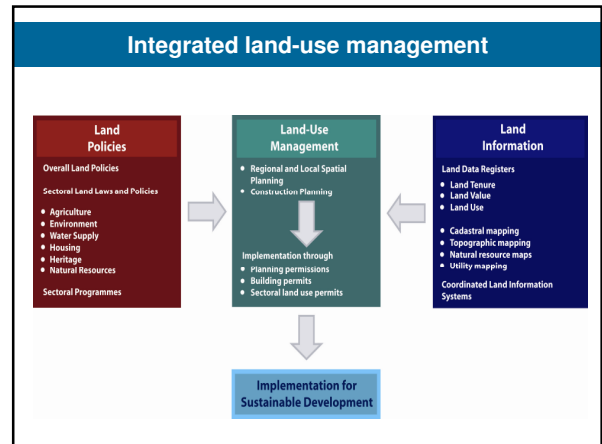 Integrated land-use management
Land
Policies
Overall Land Policies
Sectoral Land Laws and Policies
• Agriculture
• Environment
• Water Supply
• Housing
• Heritage
• Natural Resources
Sectoral Programmes
Land-Use
Management
• Regional and Local Spatial
Planning
• Construction Planning
Implementation through
• Planning permissions
• Building permits
• Sectoral land use permits
Land
Information
Land Data Registers
• Land Tenure
• Land Value
• Land Use
• Cadastral mapping
• Topographic mapping
• Natural resource maps
• Utility mapping
Coordinated Land Information
Systems
Implementation for
Sustainable Development